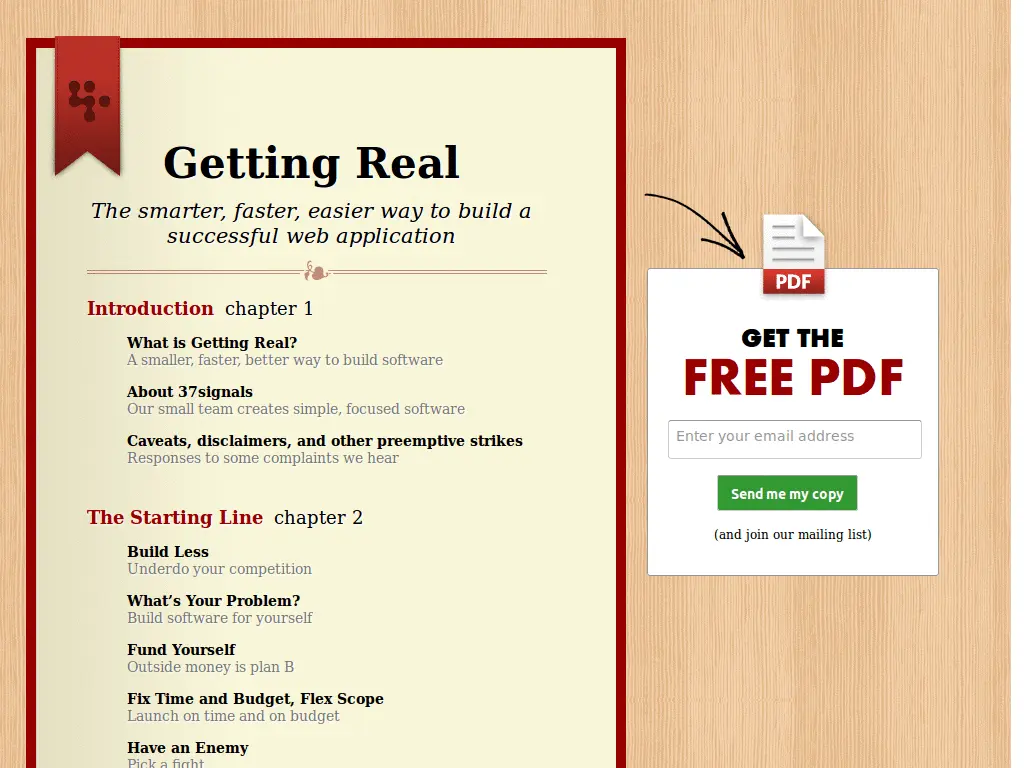 Getting Real
The smarter, faster, easier way to build a
successful web application
Introduction chapter 1
What is Getting Real?
A smaller, faster, better way to build software
About 37signals
Our small team creates simple, focused software
Caveats, disclaimers, and other preemptive strikes
Responses to some complaints we hear
The Starting Line chapter 2
Build Less
Underdo your competition
What’s Your Problem?
Build software for yourself
Fund Yourself
Outside money is plan B
Fix Time and Budget, Flex Scope
Launch on time and on budget
Have an Enemy
Pick a fight
PDF
GET THE
FREE PDF
Enter your email address
Send me my copy
(and join our mailing list)